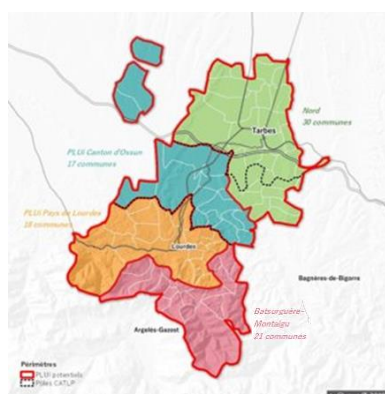 Nord
30 communes
Tarbes
PLUi Canton d'Ossun
17 communes
PLUi Pays de Lourdes
18 communes
Lourdes
Bagnères-de-Bigorre
Batsurguère-
Montaigu
21 communes
Argelès-Gazost
Périmètres
PLUi potentiels
Pôles CATLP